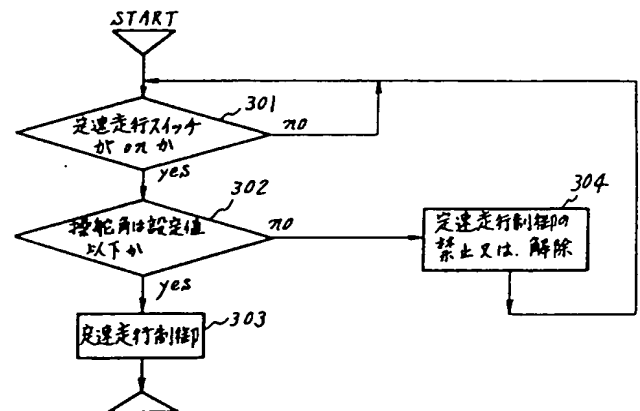 START
301
定速走行スイッチ
が on か
no
yes
302
操舵角は設定値
以下か
no
304
定速走行制御の
禁止又は、解除
yes
303
定速走行制御